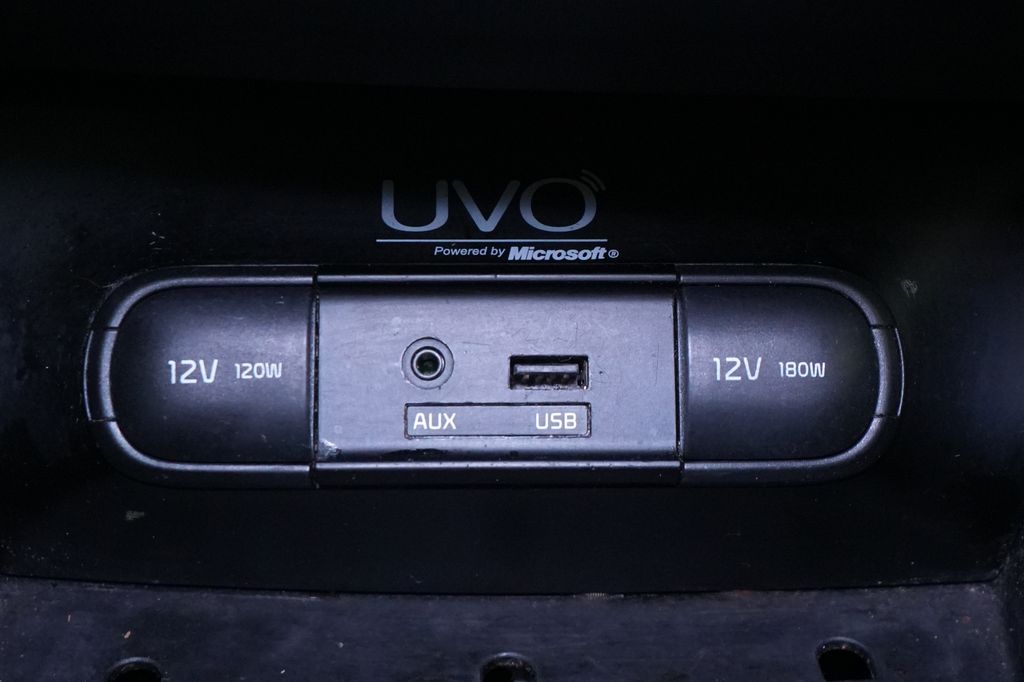 UVO
Powered by Microsoft®
12V 120W
12V 180W
AUX USB